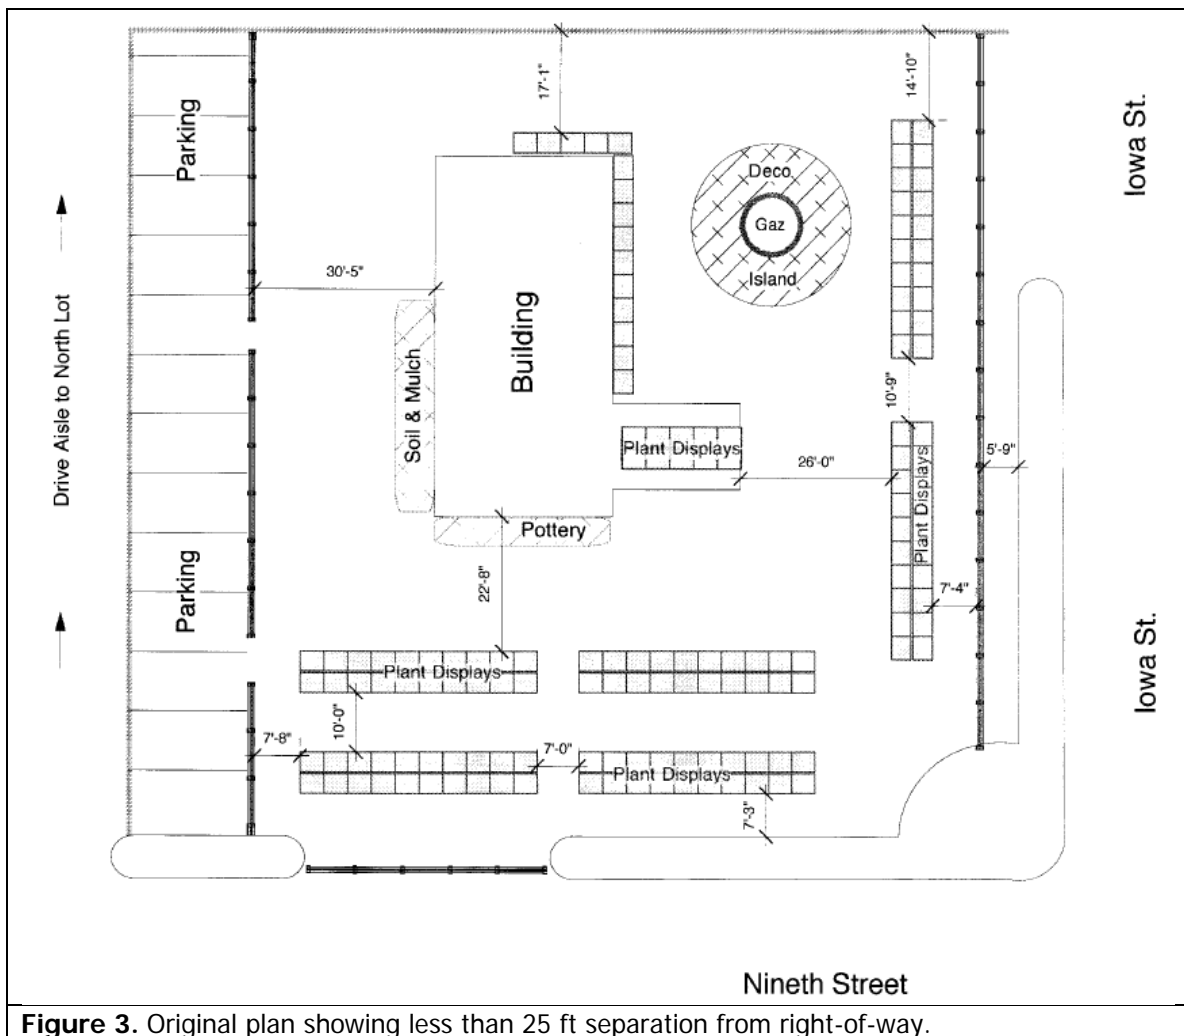 17'-1"
14'-10"
Parking
Iowa St.
Deco
Gaz
Island
30'-5"
Drive Aisle to North Lot
Building
Soil & Mulch
10'-9"
Plant Displays
26'-0"
Plant Displays
5'-9"
Pottery
22'-8"
7'-4"
Parking
Iowa St.
Plant Displays
10'-0"
7'-8"
7'-0"
Plant Displays
7'-3"
Nineth Street
Figure 3. Original plan showing less than 25 ft separation from right-of-way.